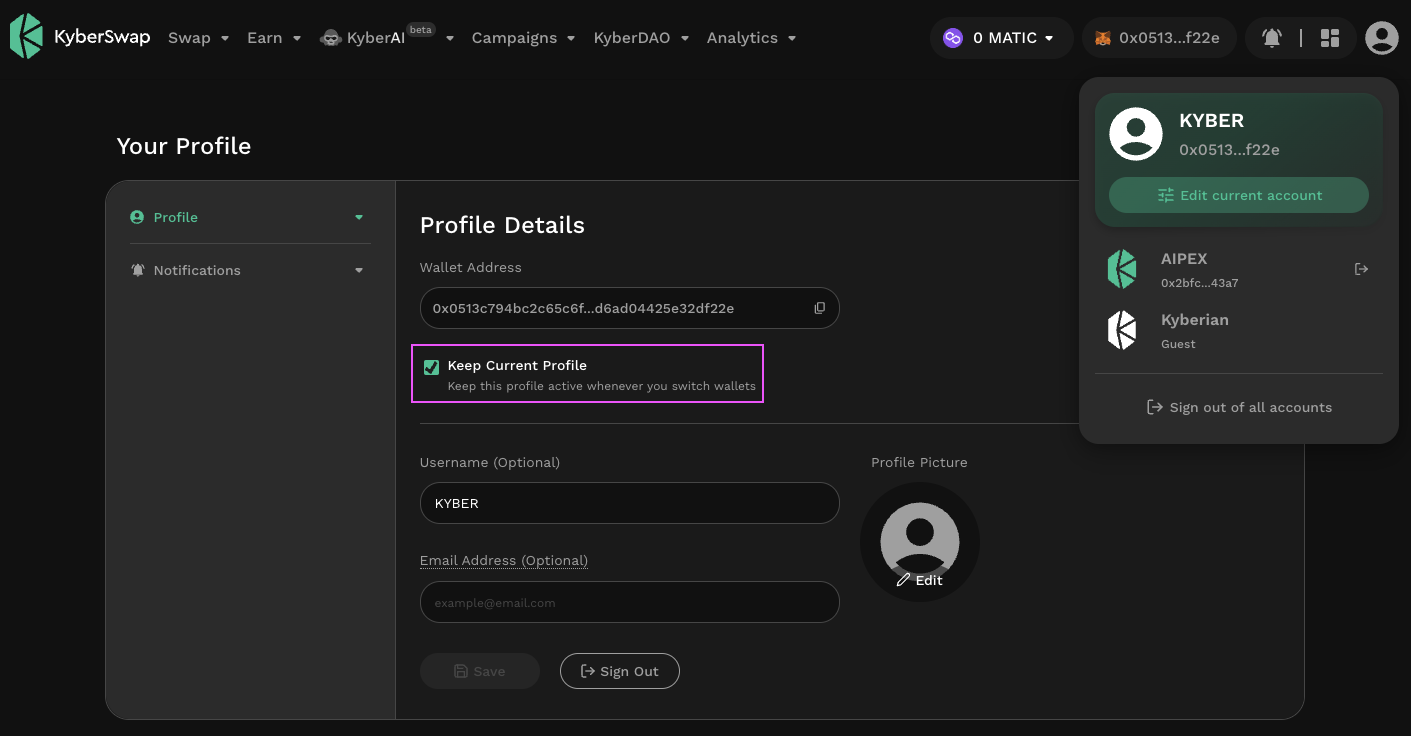 KyberSwap Swap Earn KyberAI beta Campaigns KyberDAO Analytics 0 MATIC 0x0513...f22e
KYBER
0x0513...f22e
Edit current account
AIPEX
0x2bfc...43a7
Kyberian
Guest
Sign out of all accounts
Your Profile
Profile
Notifications
Profile Details
Wallet Address
0x0513c794bc2c65c6f...d6ad04425e32df22e
Keep Current Profile
Keep this profile active whenever you switch wallets
Username (Optional)
KYBER
Email Address (Optional)
example@email.com
Profile Picture
Edit
Save
Sign Out